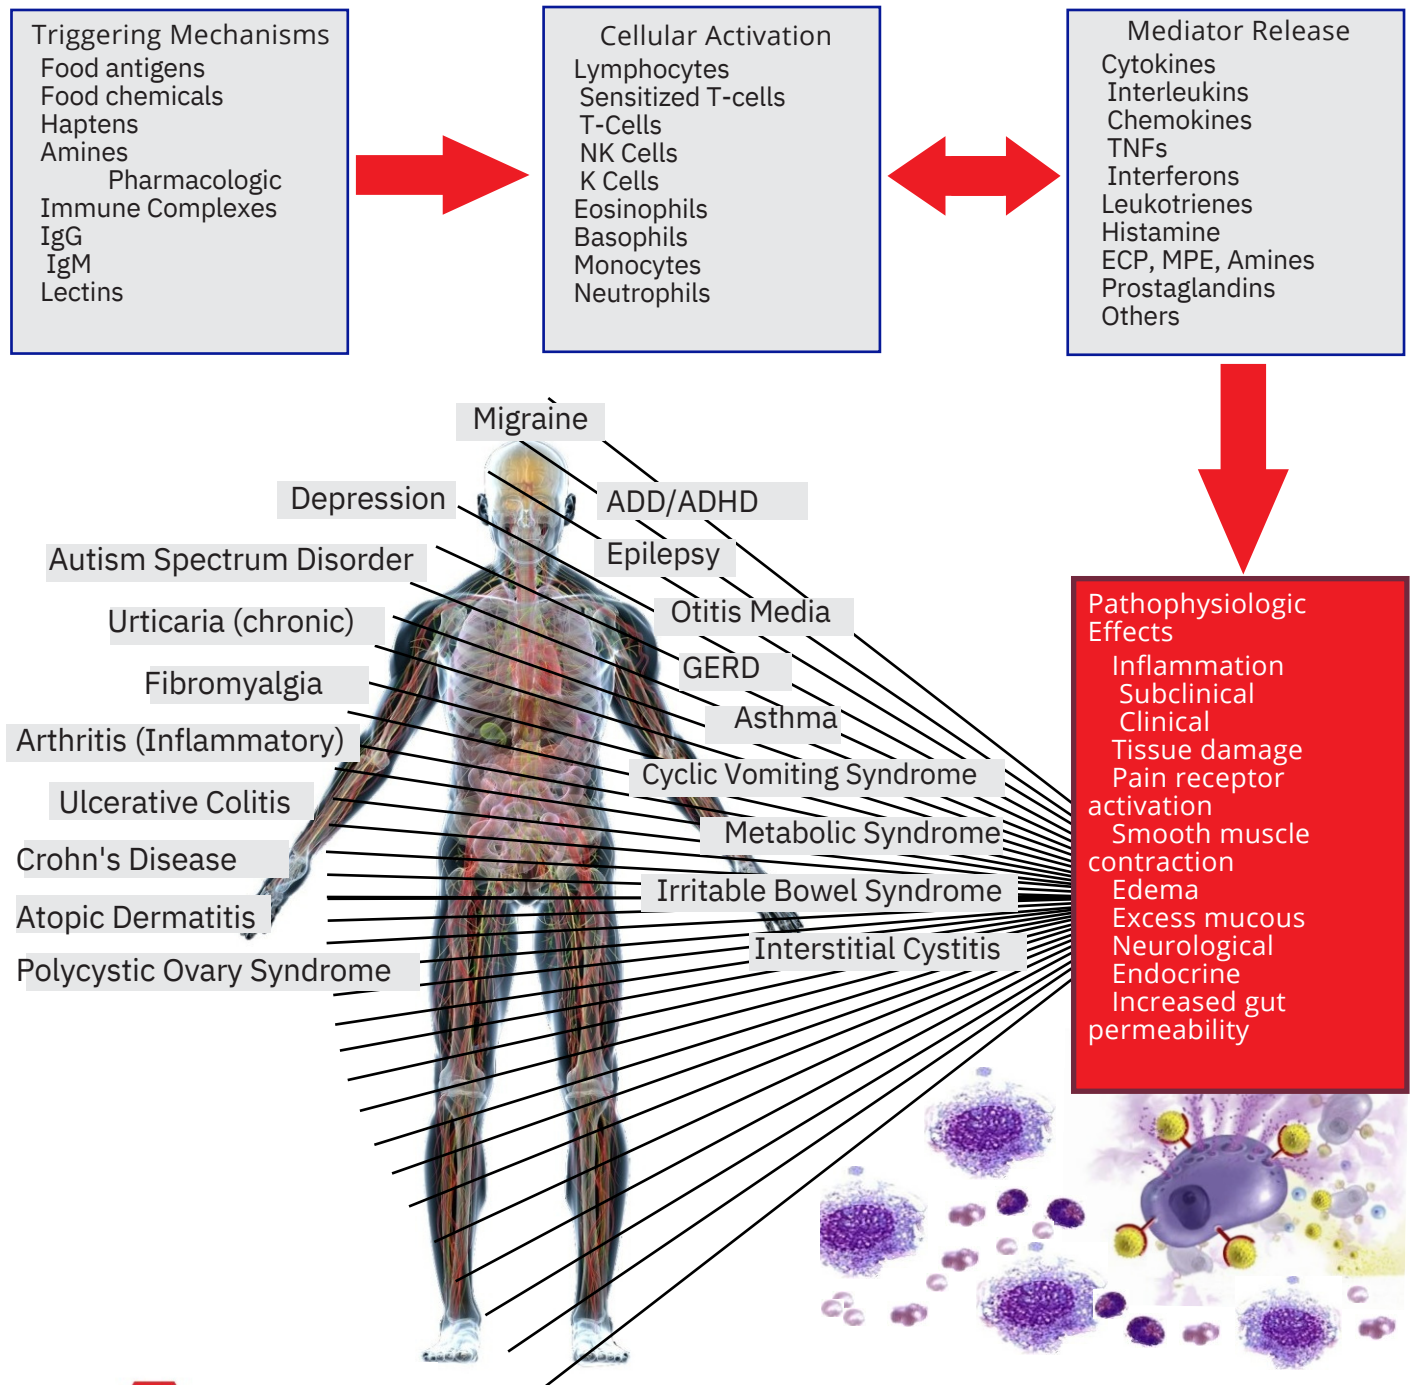 Triggering Mechanisms
Food antigens
Food chemicals
Haptens
Amines
Pharmacologic
Immune Complexes
IgG
IgM
Lectins
Cellular Activation
Lymphocytes
Sensitized T-cells
T-Cells
NK Cells
K Cells
Eosinophils
Basophils
Monocytes
Neutrophils
Mediator Release
Cytokines
Interleukins
Chemokines
TNFs
Interferons
Leukotrienes
Histamine
ECP, MPE, Amines
Prostaglandins
Others
Migraine
Depression
Autism Spectrum Disorder
Urticaria (chronic)
Fibromyalgia
Arthritis (Inflammatory)
Ulcerative Colitis
Crohn's Disease
Atopic Dermatitis
Polycystic Ovary Syndrome
ADD/ADHD
Epilepsy
Otitis Media
GERD
Asthma
Cyclic Vomiting Syndrome
Metabolic Syndrome
Irritable Bowel Syndrome
Interstitial Cystitis
Pathophysiologic
Effects
Inflammation
Subclinical
Clinical
Tissue damage
Pain receptor
activation
Smooth muscle
contraction
Edema
Excess mucous
Neurological
Endocrine
Increased gut
permeability